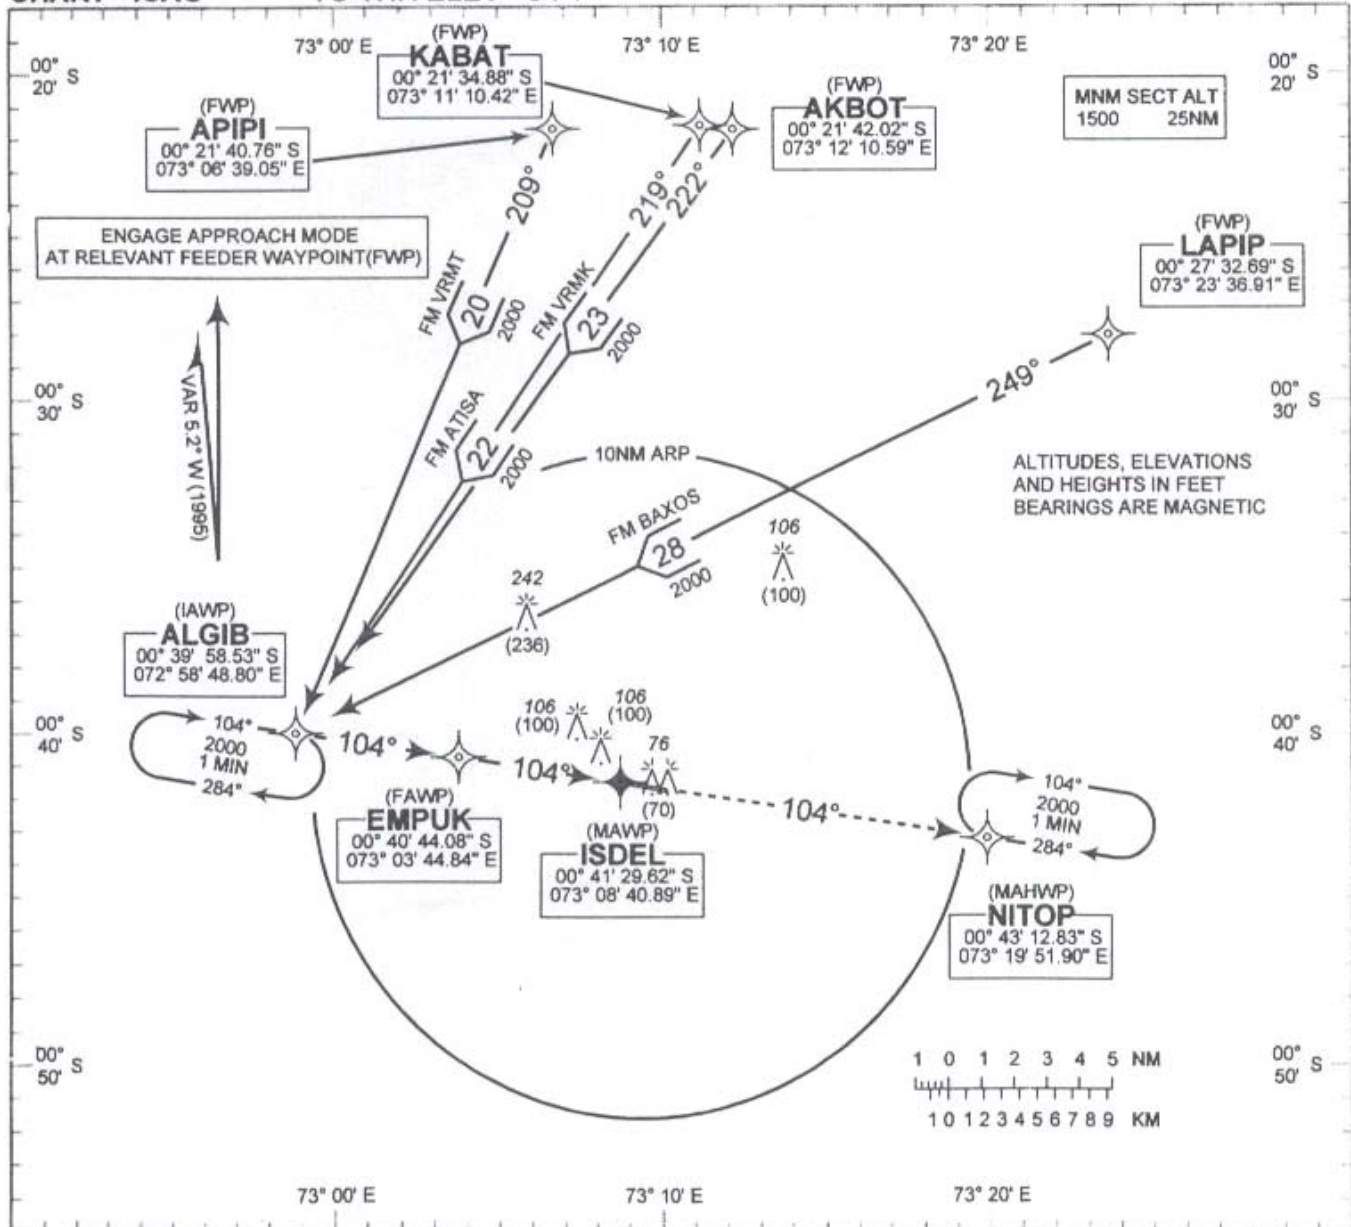 73° 00' E
73° 10' E
73° 20' E
00°
20' S
00°
20' S
(FWP)
KABAT
00° 21' 34.88" S
073° 11' 10.42" E
(FWP)
APIPI
00° 21' 40.76" S
073° 06' 39.05" E
(FWP)
AKBOT
00° 21' 42.02" S
073° 12' 10.59" E
MNM SECT ALT
1500 25NM
ENGAGE APPROACH MODE
AT RELEVANT FEEDER WAYPOINT(FWP)
209°
219°
222°
(FWP)
LAPIP
00° 27' 32.69" S
073° 23' 36.91" E
FM VRMT
20
2000
FM VRMK
23
2000
249°
VAR 5.2° W (1995)
00°
30' S
00°
30' S
FM ATISA
22
2000
10NM ARP
ALTITUDES, ELEVATIONS
AND HEIGHTS IN FEET
BEARINGS ARE MAGNETIC
FM BAXOS
28
2000
106
(100)
242
(236)
(IAWP)
ALGIB
00° 39' 58.53" S
072° 58' 48.80" E
106
(100)
106
(100)
76
(70)
00°
40' S
00°
40' S
104°
2000
1 MIN
284°
104°
104°
104°
104°
2000
1 MIN
284°
(FAWP)
EMPUK
00° 40' 44.08" S
073° 03' 44.84" E
(MAWP)
ISDEL
00° 41' 29.62" S
073° 08' 40.89" E
(MAHWP)
NITOP
00° 43' 12.83" S
073° 19' 51.90" E
00°
50' S
00°
50' S
1 0 1 2 3 4 5 NM
1 0 1 2 3 4 5 6 7 8 9 KM
73° 00' E
73° 10' E
73° 20' E